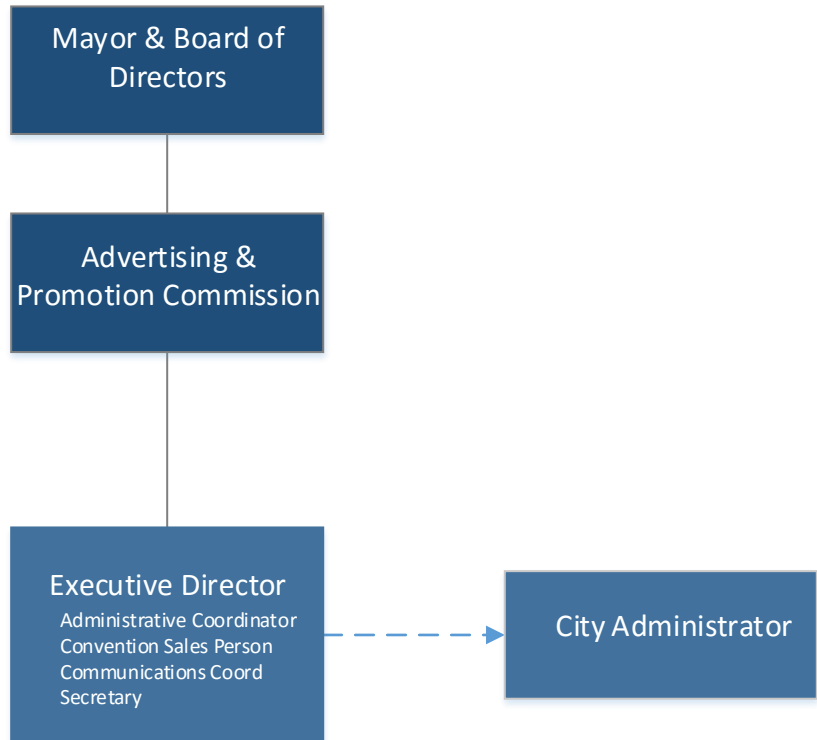 Mayor & Board of
Directors
Advertising &
Promotion Commission
Executive Director
Administrative Coordinator
Convention Sales Person
Communications Coord
Secretary
City Administrator